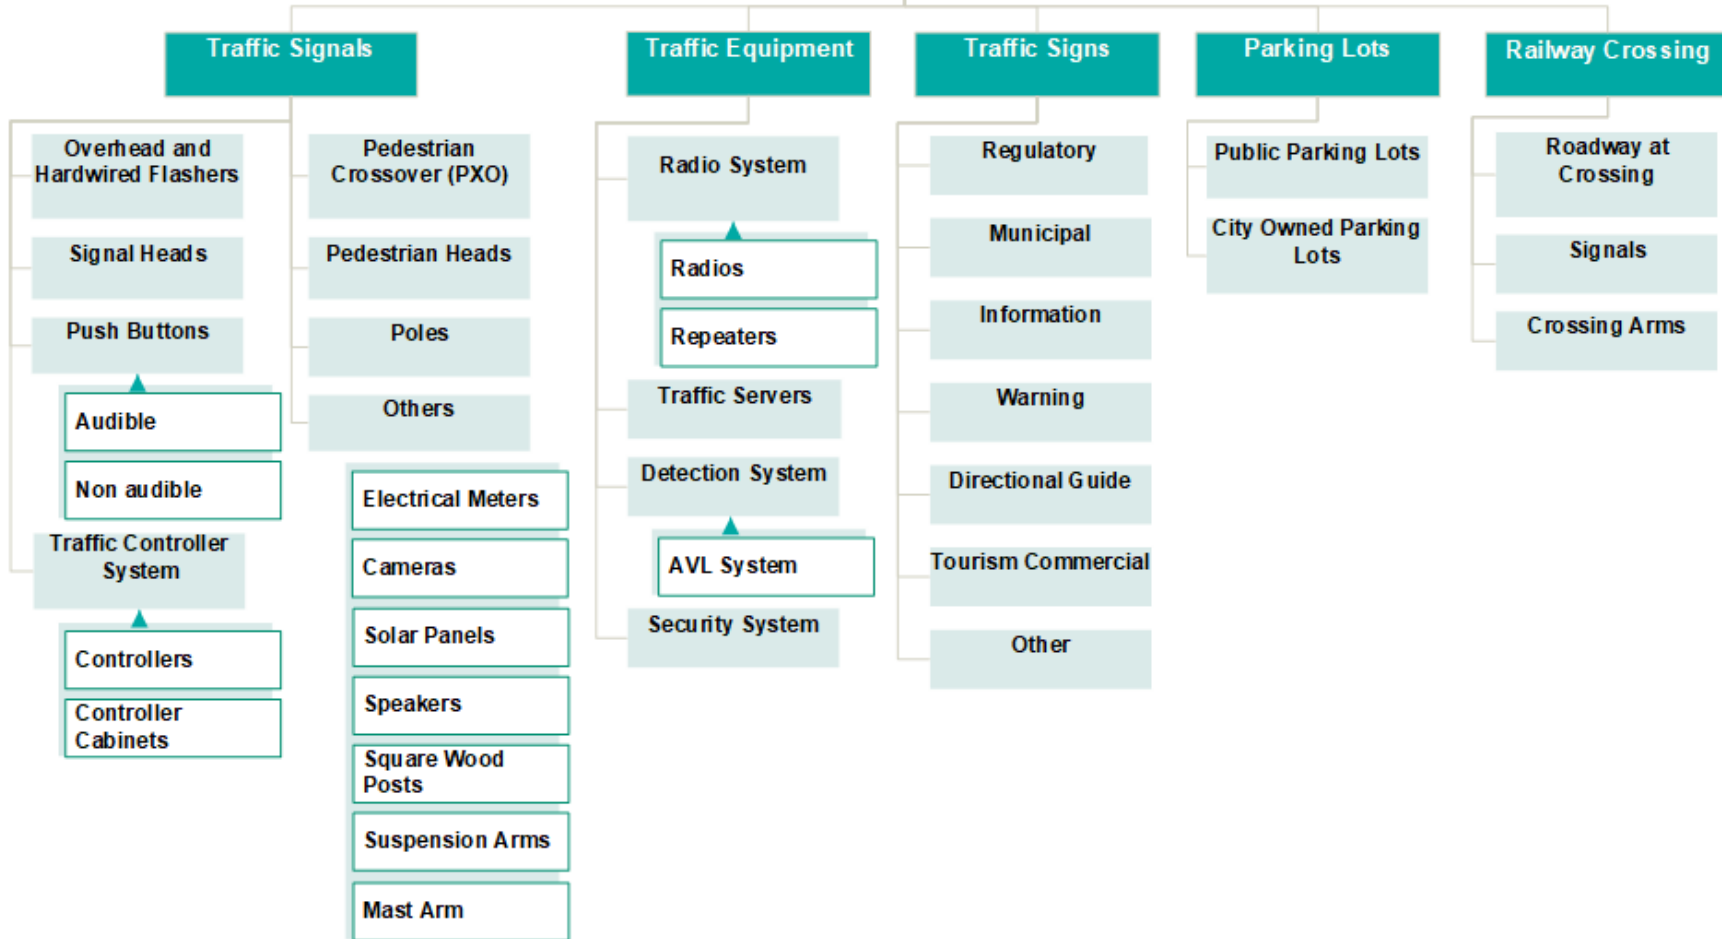 Traffic Signals
Overhead and
Hardwired Flashers
Signal Heads
Push Buttons
Audible
Non audible
Traffic Controller
System
Controllers
Controller
Cabinets
Pedestrian
Crossover (PXO)
Pedestrian Heads
Poles
Others
Electrical Meters
Cameras
Solar Panels
Speakers
Square Wood
Posts
Suspension Arms
Mast Arm
Traffic Equipment
Radio System
Radios
Repeaters
Traffic Servers
Detection System
AVL System
Security System
Traffic Signs
Regulatory
Municipal
Information
Warning
Directional Guide
Tourism Commercial
Other
Parking Lots
Public Parking Lots
City Owned Parking
Lots
Railway Crossing
Roadway at
Crossing
Signals
Crossing Arms